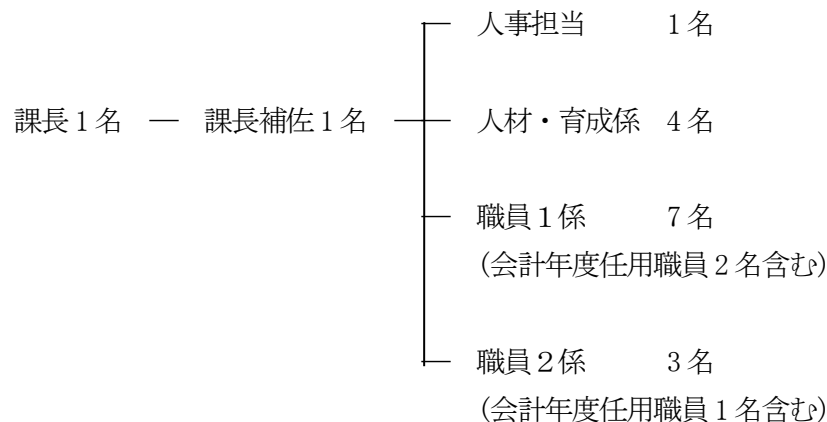 人事担当　１名
課長１名　―　課長補佐１名　―　人材・育成係　４名
職員１係　７名
（会計年度任用職員２名含む）
職員２係　３名
（会計年度任用職員１名含む）